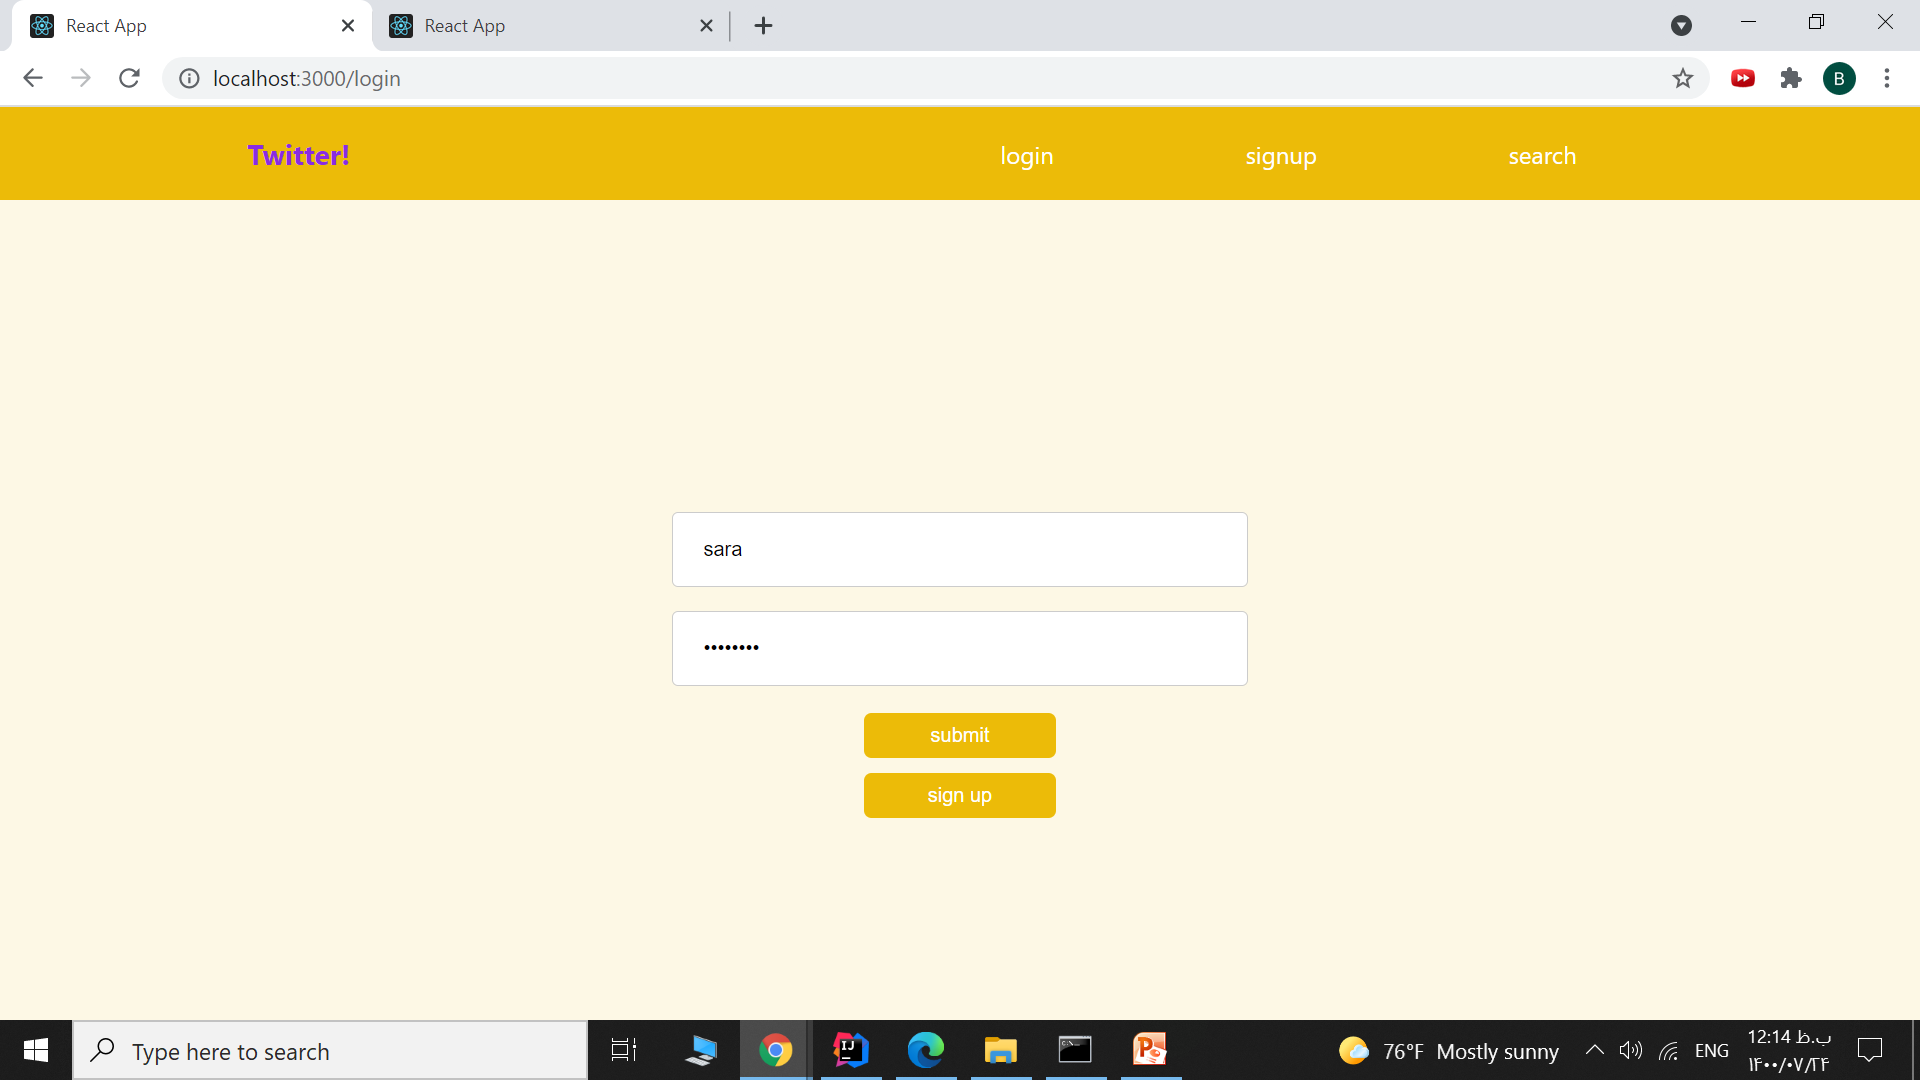 React App
React App
localhost:3000/login
B
Twitter!
login
signup
search
sara
••••••••
submit
sign up
Type here to search
IJ
76°F Mostly sunny
ENG
12:14 ب.ظ
۱۴۰۰/۰۷/۲۴